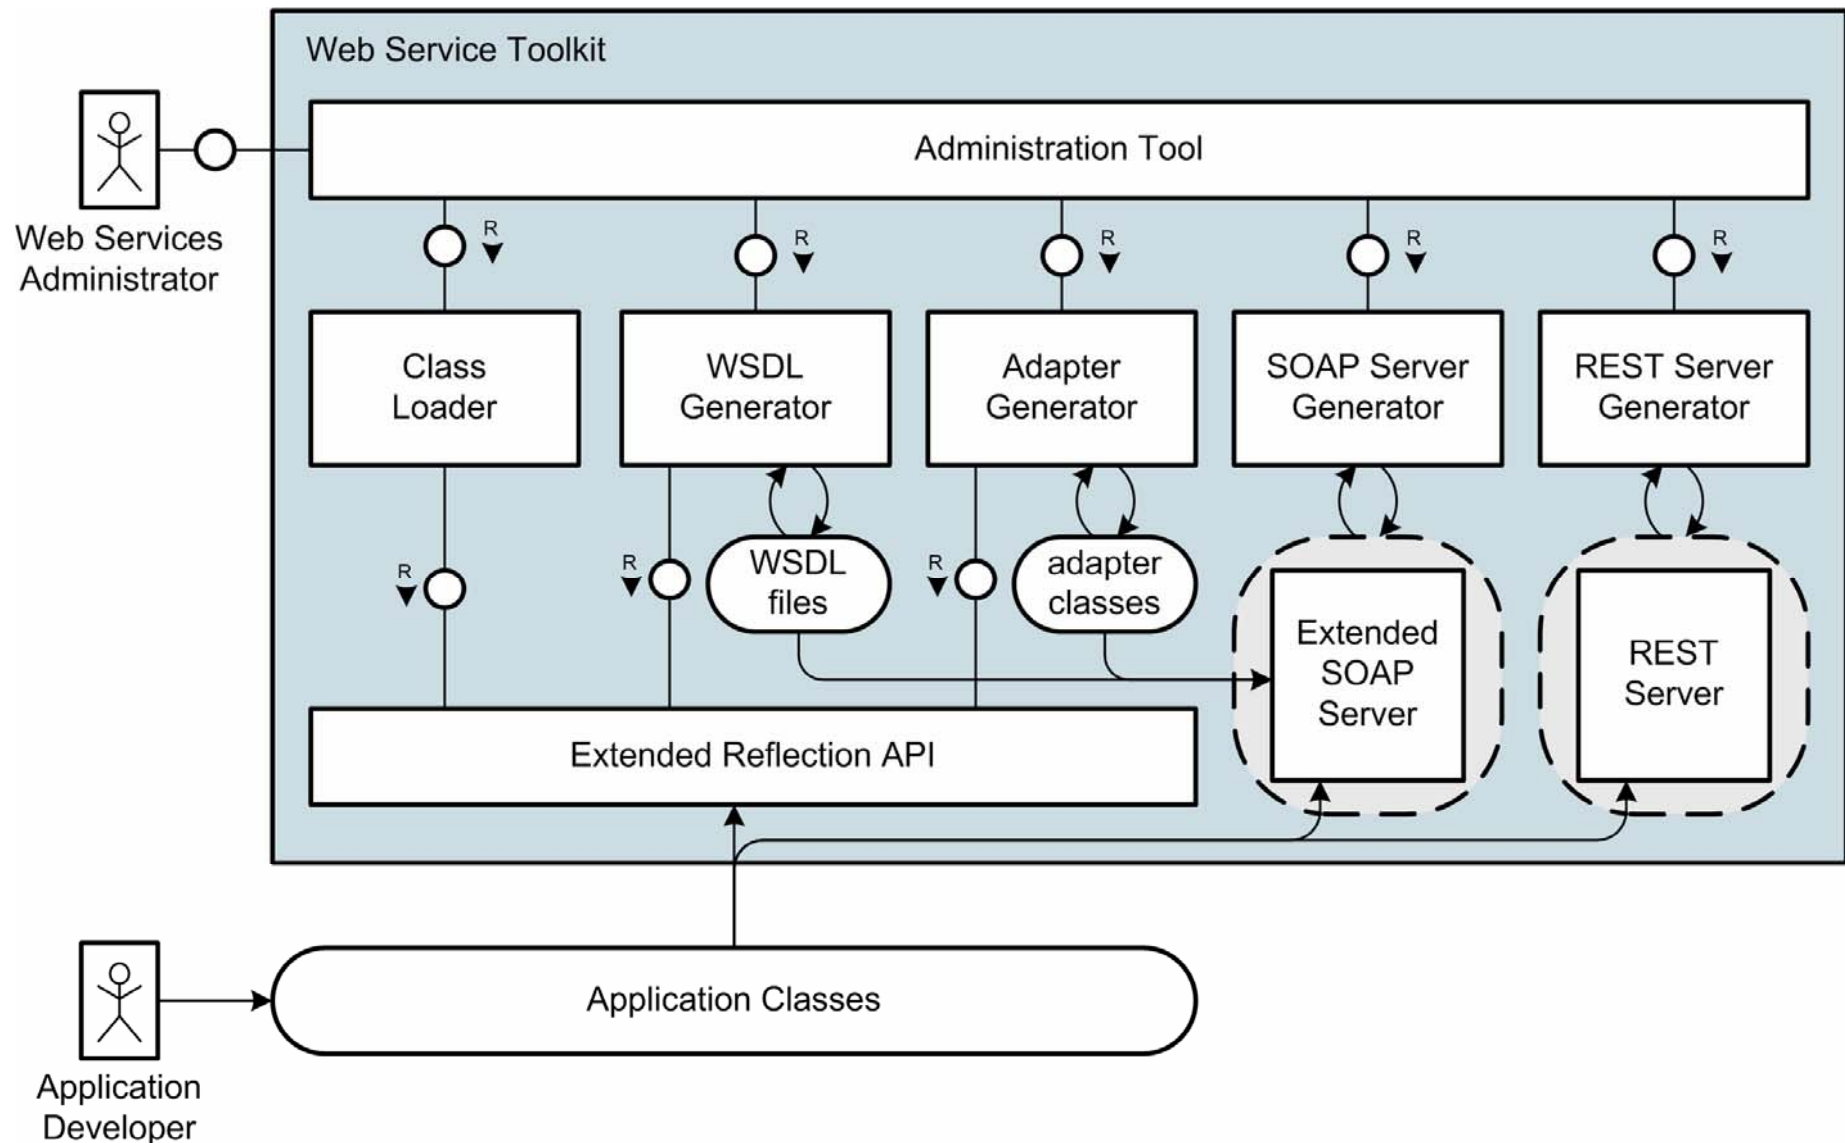 Web Service Toolkit
Administration Tool
Web Services
Administrator
R
R
R
R
R
Class
Loader
WSDL
Generator
Adapter
Generator
SOAP Server
Generator
REST Server
Generator
R
R
R
WSDL
files
adapter
classes
Extended
SOAP
Server
REST
Server
Extended Reflection API
Application Classes
Application
Developer